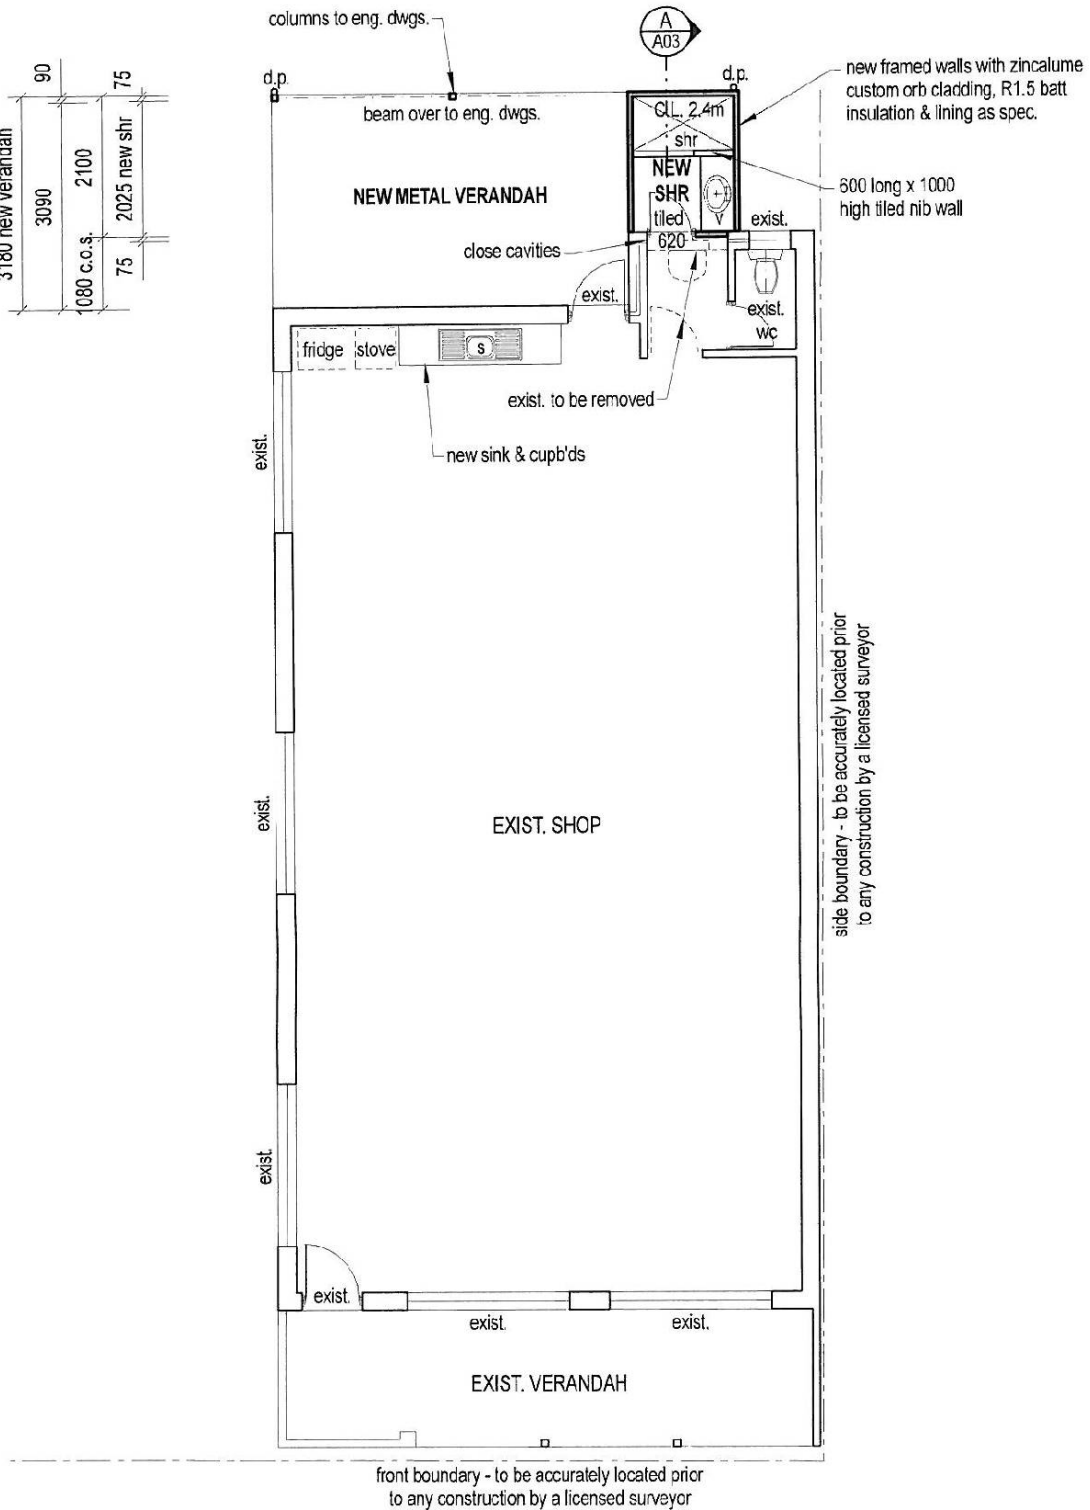 columns to eng. dwgs.
A
A03
d.p.
d.p.
new framed walls with zincalume
custom orb cladding, R1.5 batt
insulation & lining as spec.
beam over to eng. dwgs.
C.L. 2.4m
shr
NEW
SHR
tiled
620
v
600 long x 1000
high tiled nib wall
NEW METAL VERANDAH
close cavities
exist.
exist.
exist.
wc
90
75
3180 new verandah
3090
2100
2025 new shr
1080 c.o.s.
75
fridge
stove
s
exist. to be removed
new sink & cupb'ds
exist.
exist.
exist.
EXIST. SHOP
side boundary - to be accurately located prior
to any construction by a licensed surveyor
exist.
exist.
exist.
EXIST. VERANDAH
front boundary - to be accurately located prior
to any construction by a licensed surveyor